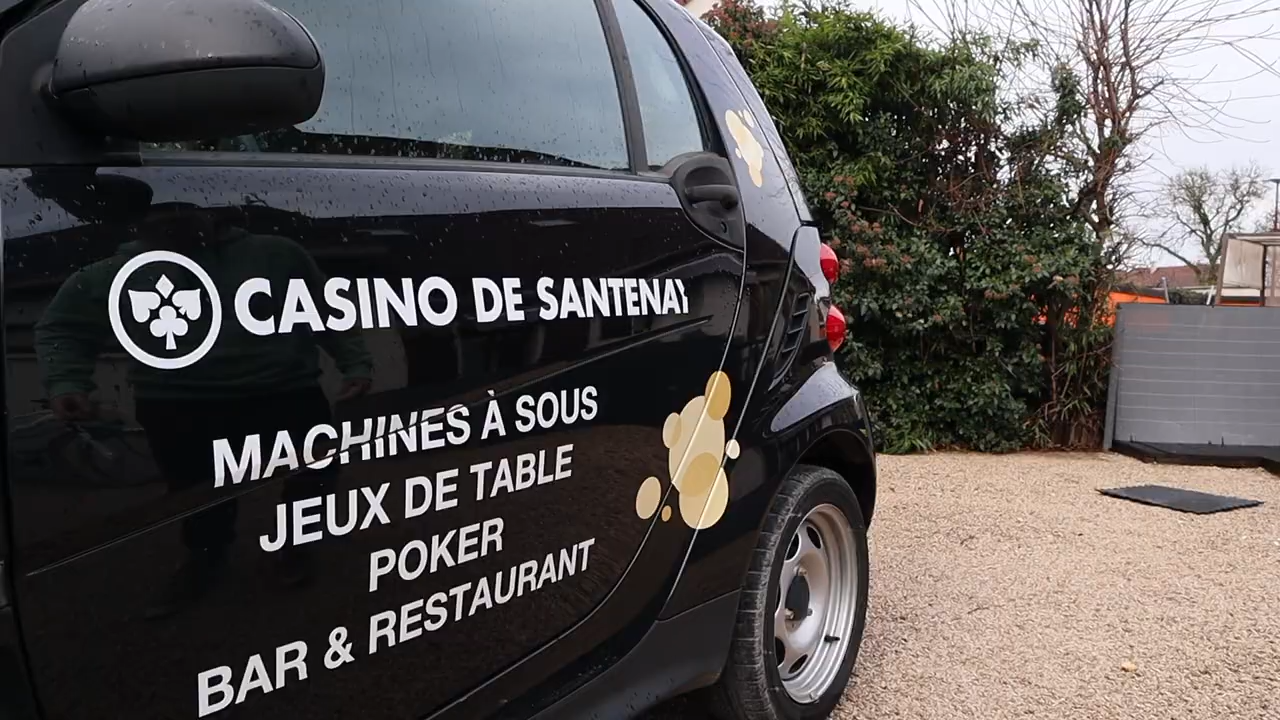 CASINO DE SANTENAY
MACHINES À SOUS
JEUX DE TABLE
POKER
BAR & RESTAURANT